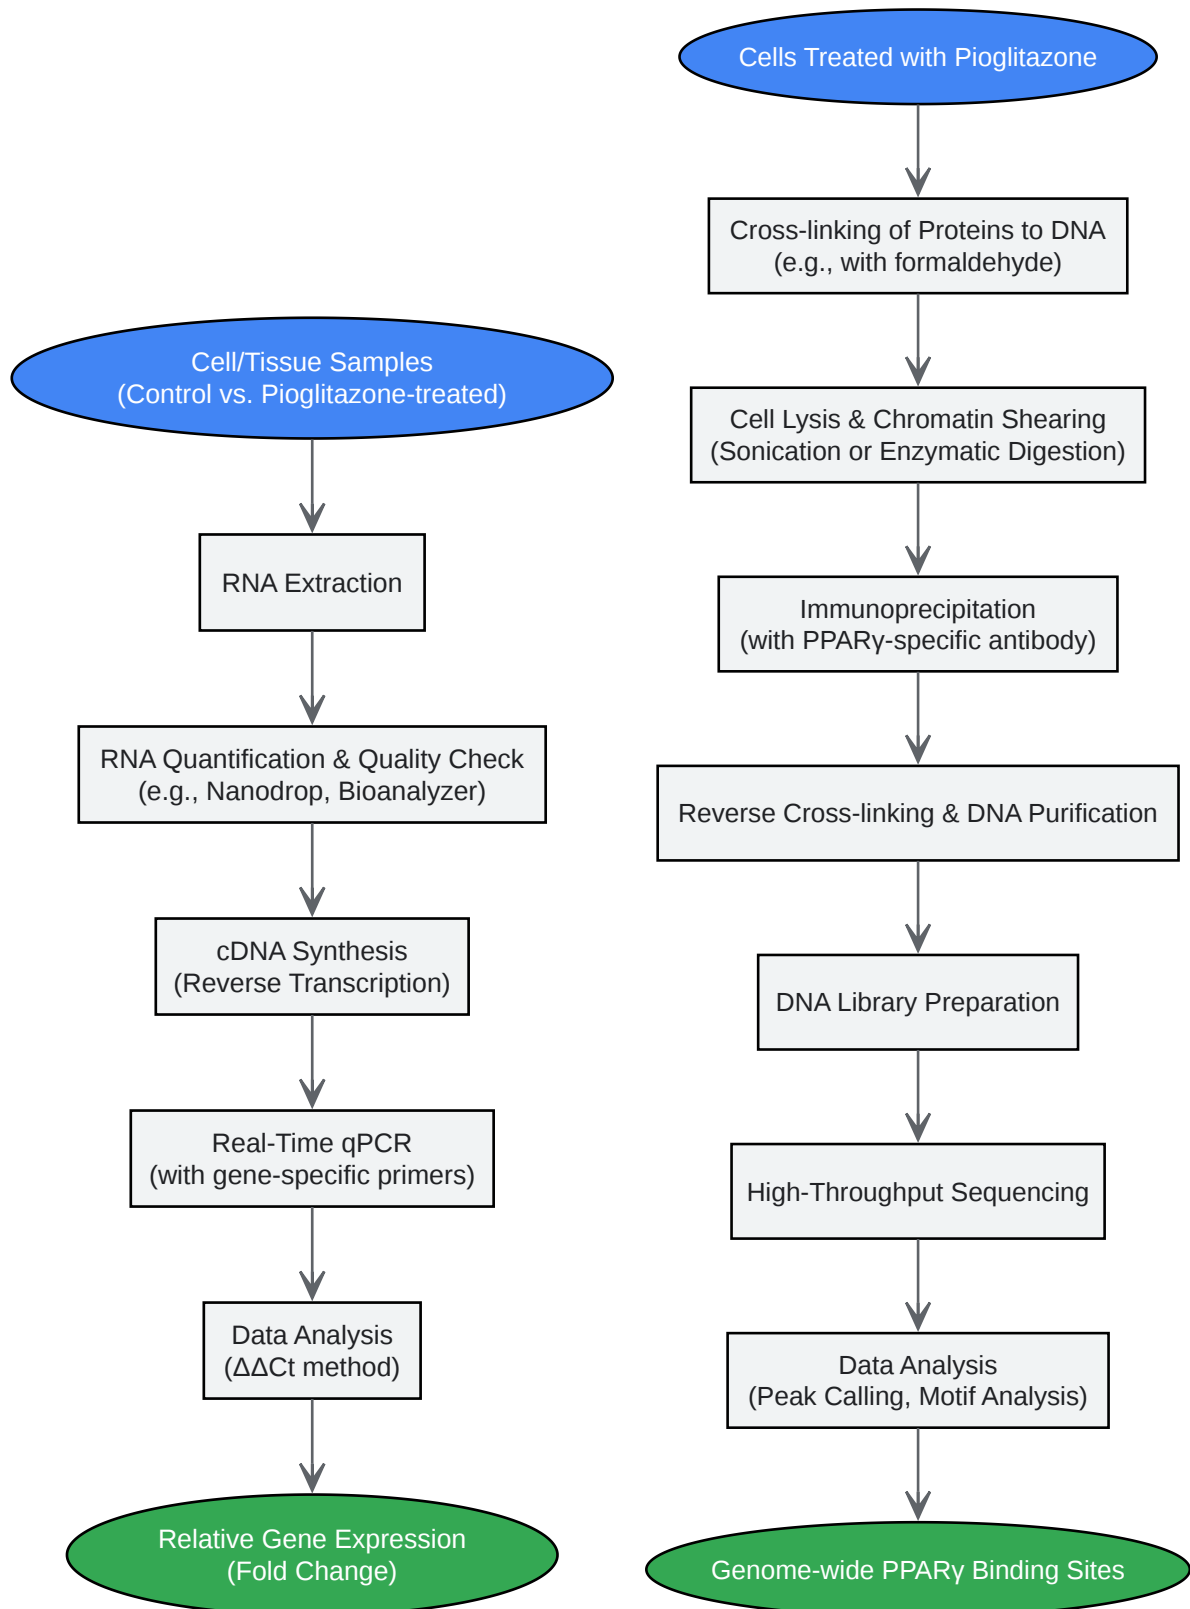 Cell/Tissue Samples
(Control vs. Pioglitazone-treated)
RNA Extraction
RNA Quantification & Quality Check
(e.g., Nanodrop, Bioanalyzer)
cDNA Synthesis
(Reverse Transcription)
Real-Time qPCR
(with gene-specific primers)
Data Analysis
(ΔΔCt method)
Relative Gene Expression
(Fold Change)
Cells Treated with Pioglitazone
Cross-linking of Proteins to DNA
(e.g., with formaldehyde)
Cell Lysis & Chromatin Shearing
(Sonication or Enzymatic Digestion)
Immunoprecipitation
(with PPARγ-specific antibody)
Reverse Cross-linking & DNA Purification
DNA Library Preparation
High-Throughput Sequencing
Data Analysis
(Peak Calling, Motif Analysis)
Genome-wide PPARγ Binding Sites